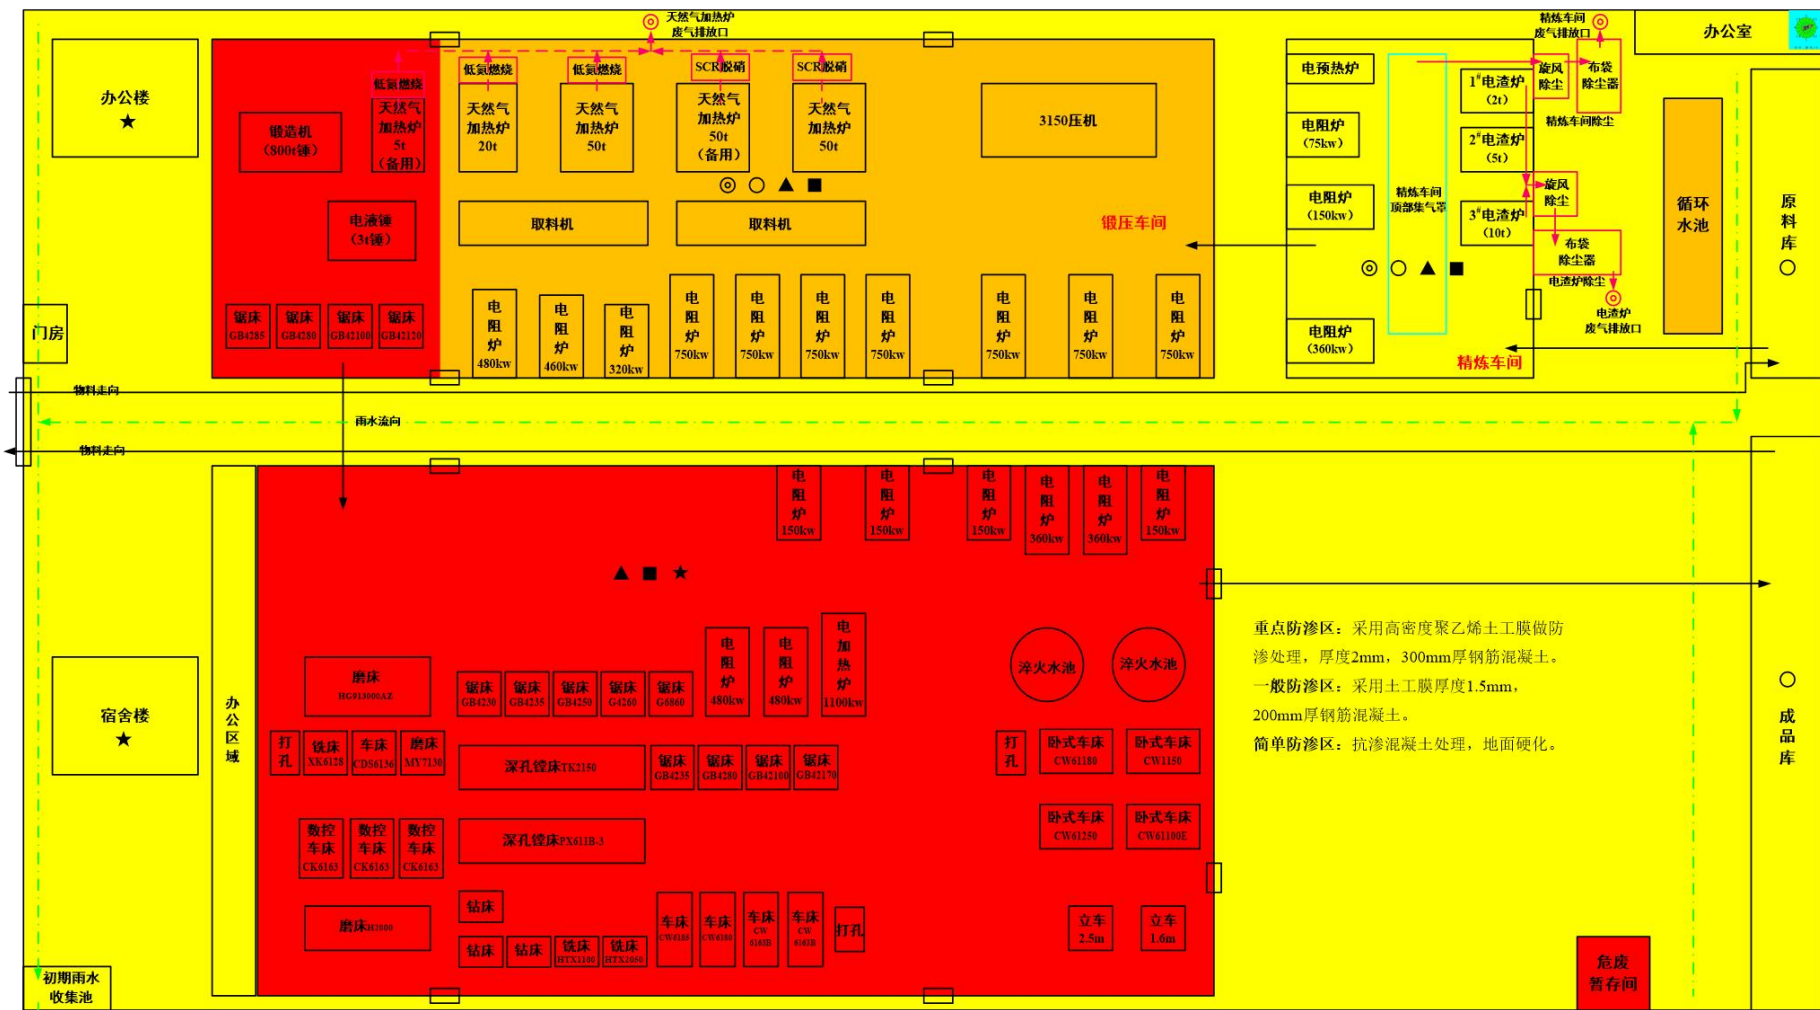 天然气加热炉
废气排放口
精炼车间
废气排放口
办公室
办公楼
★
低氮燃烧
低氮燃烧
低氮燃烧
SCR脱硝
SCR脱硝
锻造机
(800t锤)
天然气
加热炉
5t
(备用)
天然气
加热炉
20t
天然气
加热炉
50t
天然气
加热炉
50t
(备用)
天然气
加热炉
50t
3150压机
电液锤
(3t锤)
取料机
取料机
锻压车间
锯床
GB4285
锯床
GB4280
锯床
GB42100
锯床
GB42120
电阻炉
480kw
电阻炉
460kw
电阻炉
320kw
电阻炉
750kw
电阻炉
750kw
电阻炉
750kw
电阻炉
750kw
电阻炉
750kw
电阻炉
750kw
电阻炉
750kw
电预热炉
电阻炉
(75kw)
电阻炉
(150kw)
电阻炉
(360kw)
精炼车间
顶部集气罩
1#电渣炉
(2t)
2#电渣炉
(5t)
3#电渣炉
(10t)
旋风
除尘
布袋
除尘器
精炼车间除尘
旋风
除尘
布袋
除尘器
电渣炉除尘
电渣炉
废气排放口
精炼车间
循环
水池
原料库
门房
物料走向
雨水流向
物料走向
电阻炉
150kw
电阻炉
150kw
电阻炉
150kw
电阻炉
360kw
电阻炉
360kw
电阻炉
150kw
宿舍楼
★
办公区域
磨床
HG913000AZ
锯床
GB4230
锯床
GB4235
锯床
GB4250
锯床
G4260
锯床
G6860
电阻炉
480kw
电阻炉
480kw
电加热炉
1100kw
淬火水池
淬火水池
打孔
铣床
XK6128
车床
CDS6136
磨床
MY7130
深孔镗床TK2150
锯床
GB4235
锯床
GB4280
锯床
GB42100
锯床
GB42170
打孔
卧式车床
CW61180
卧式车床
CW1150
数控
车床
CK6163
数控
车床
CK6163
数控
车床
CK6163
深孔镗床PX611B-3
卧式车床
CW61250
卧式车床
CW61100E
磨床H2000
钻床
钻床
钻床
铣床
铣床
车床
车床
车床
CW
6163B
车床
CW
6163B
打孔
立车
2.5m
立车
1.6m
重点防渗区：采用高密度聚乙烯土工膜做防
渗处理，厚度2mm，300mm厚钢筋混凝土。
一般防渗区：采用土工膜厚度1.5mm，
200mm厚钢筋混凝土。
简单防渗区：抗渗混凝土处理，地面硬化。
成品库
初期雨水
收集池
危废
暂存间